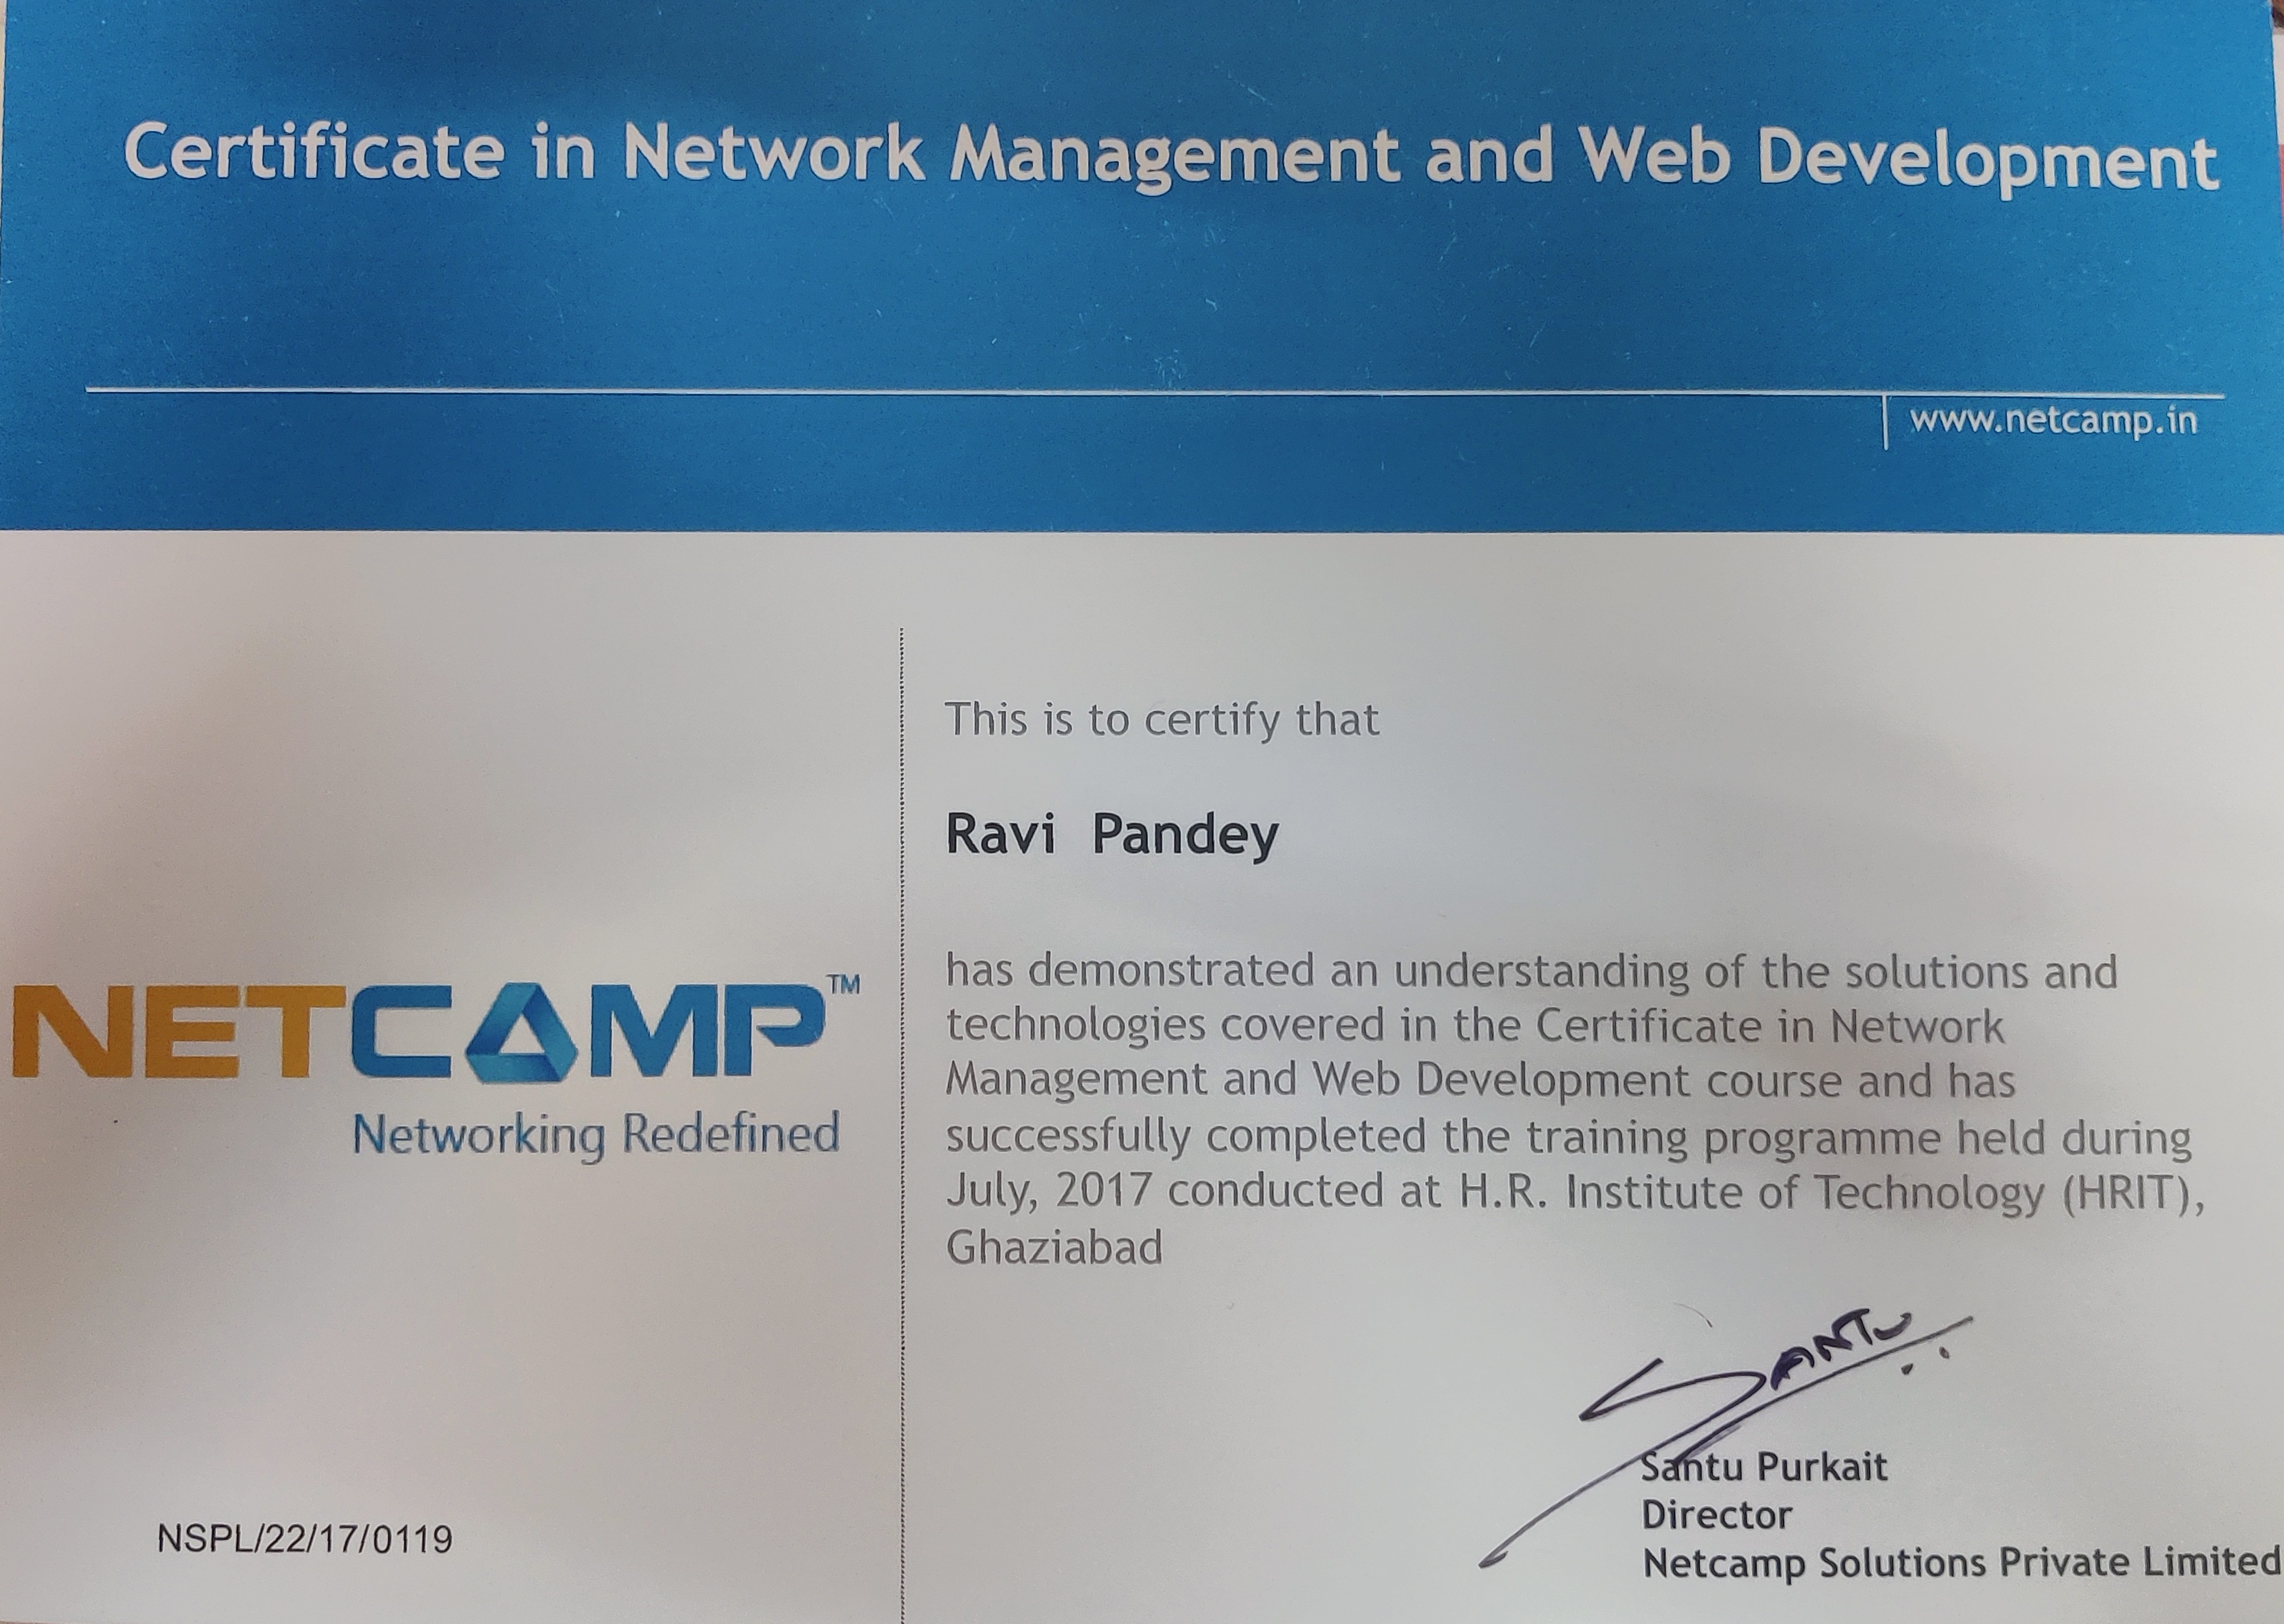 Certificate in Network Management and Web Development
www.netcamp.in
This is to certify that
Ravi Pandey
has demonstrated an understanding of the solutions and
technologies covered in the Certificate in Network
Management and Web Development course and has
successfully completed the training programme held during
July, 2017 conducted at H.R. Institute of Technology (HRIT),
Ghaziabad
NETCAMP™
Networking Redefined
SANTU
Santu Purkait
Director
Netcamp Solutions Private Limited
NSPL/22/17/0119